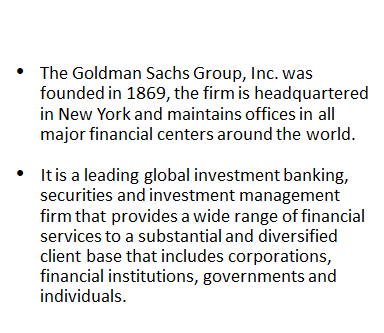 • The Goldman Sachs Group, Inc. was
founded in 1869, the firm is headquartered
in New York and maintains offices in all
major financial centers around the world.
• It is a leading global investment banking,
securities and investment management
firm that provides a wide range of financial
services to a substantial and diversified
client base that includes corporations,
financial institutions, governments and
individuals.